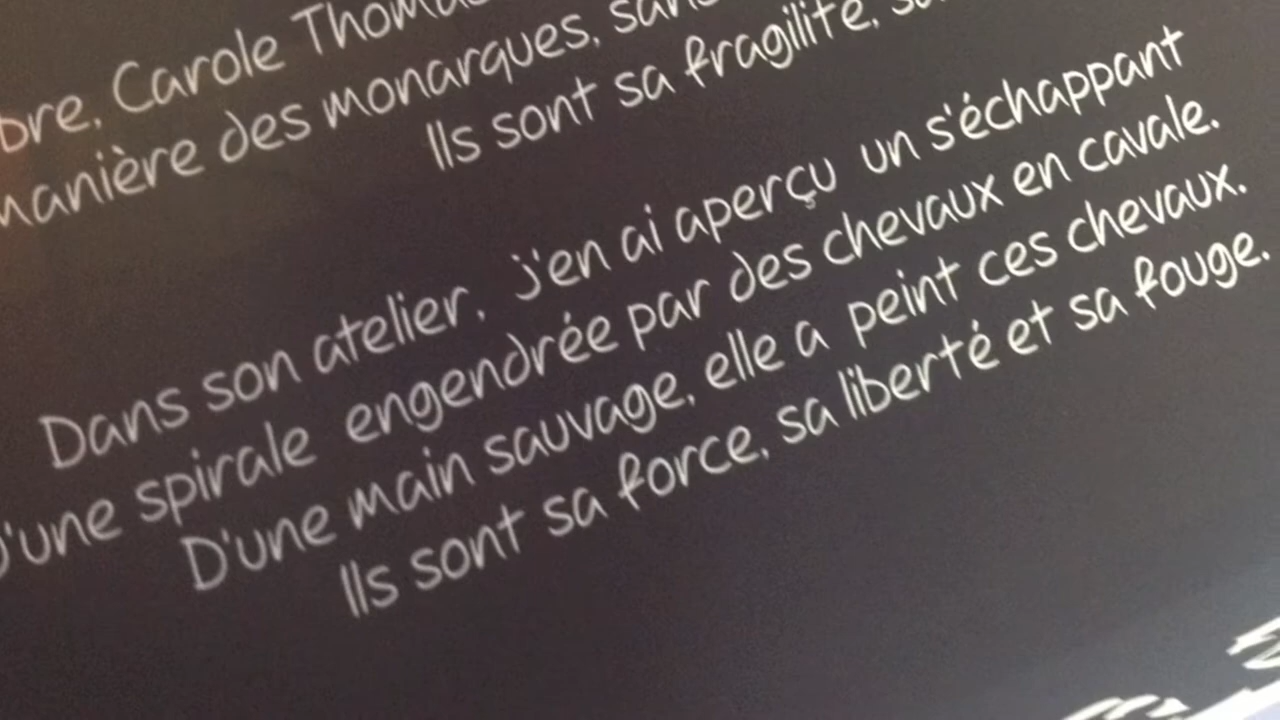 Carole
manière des monarques,
Ils sont sa fragilité,
Dans son atelier, j'en ai aperçu un s'échappant
d'une spirale engendrée par des chevaux en cavale.
D'une main sauvage, elle a peint ces chevaux.
Ils sont sa force, sa liberté et sa fouge.